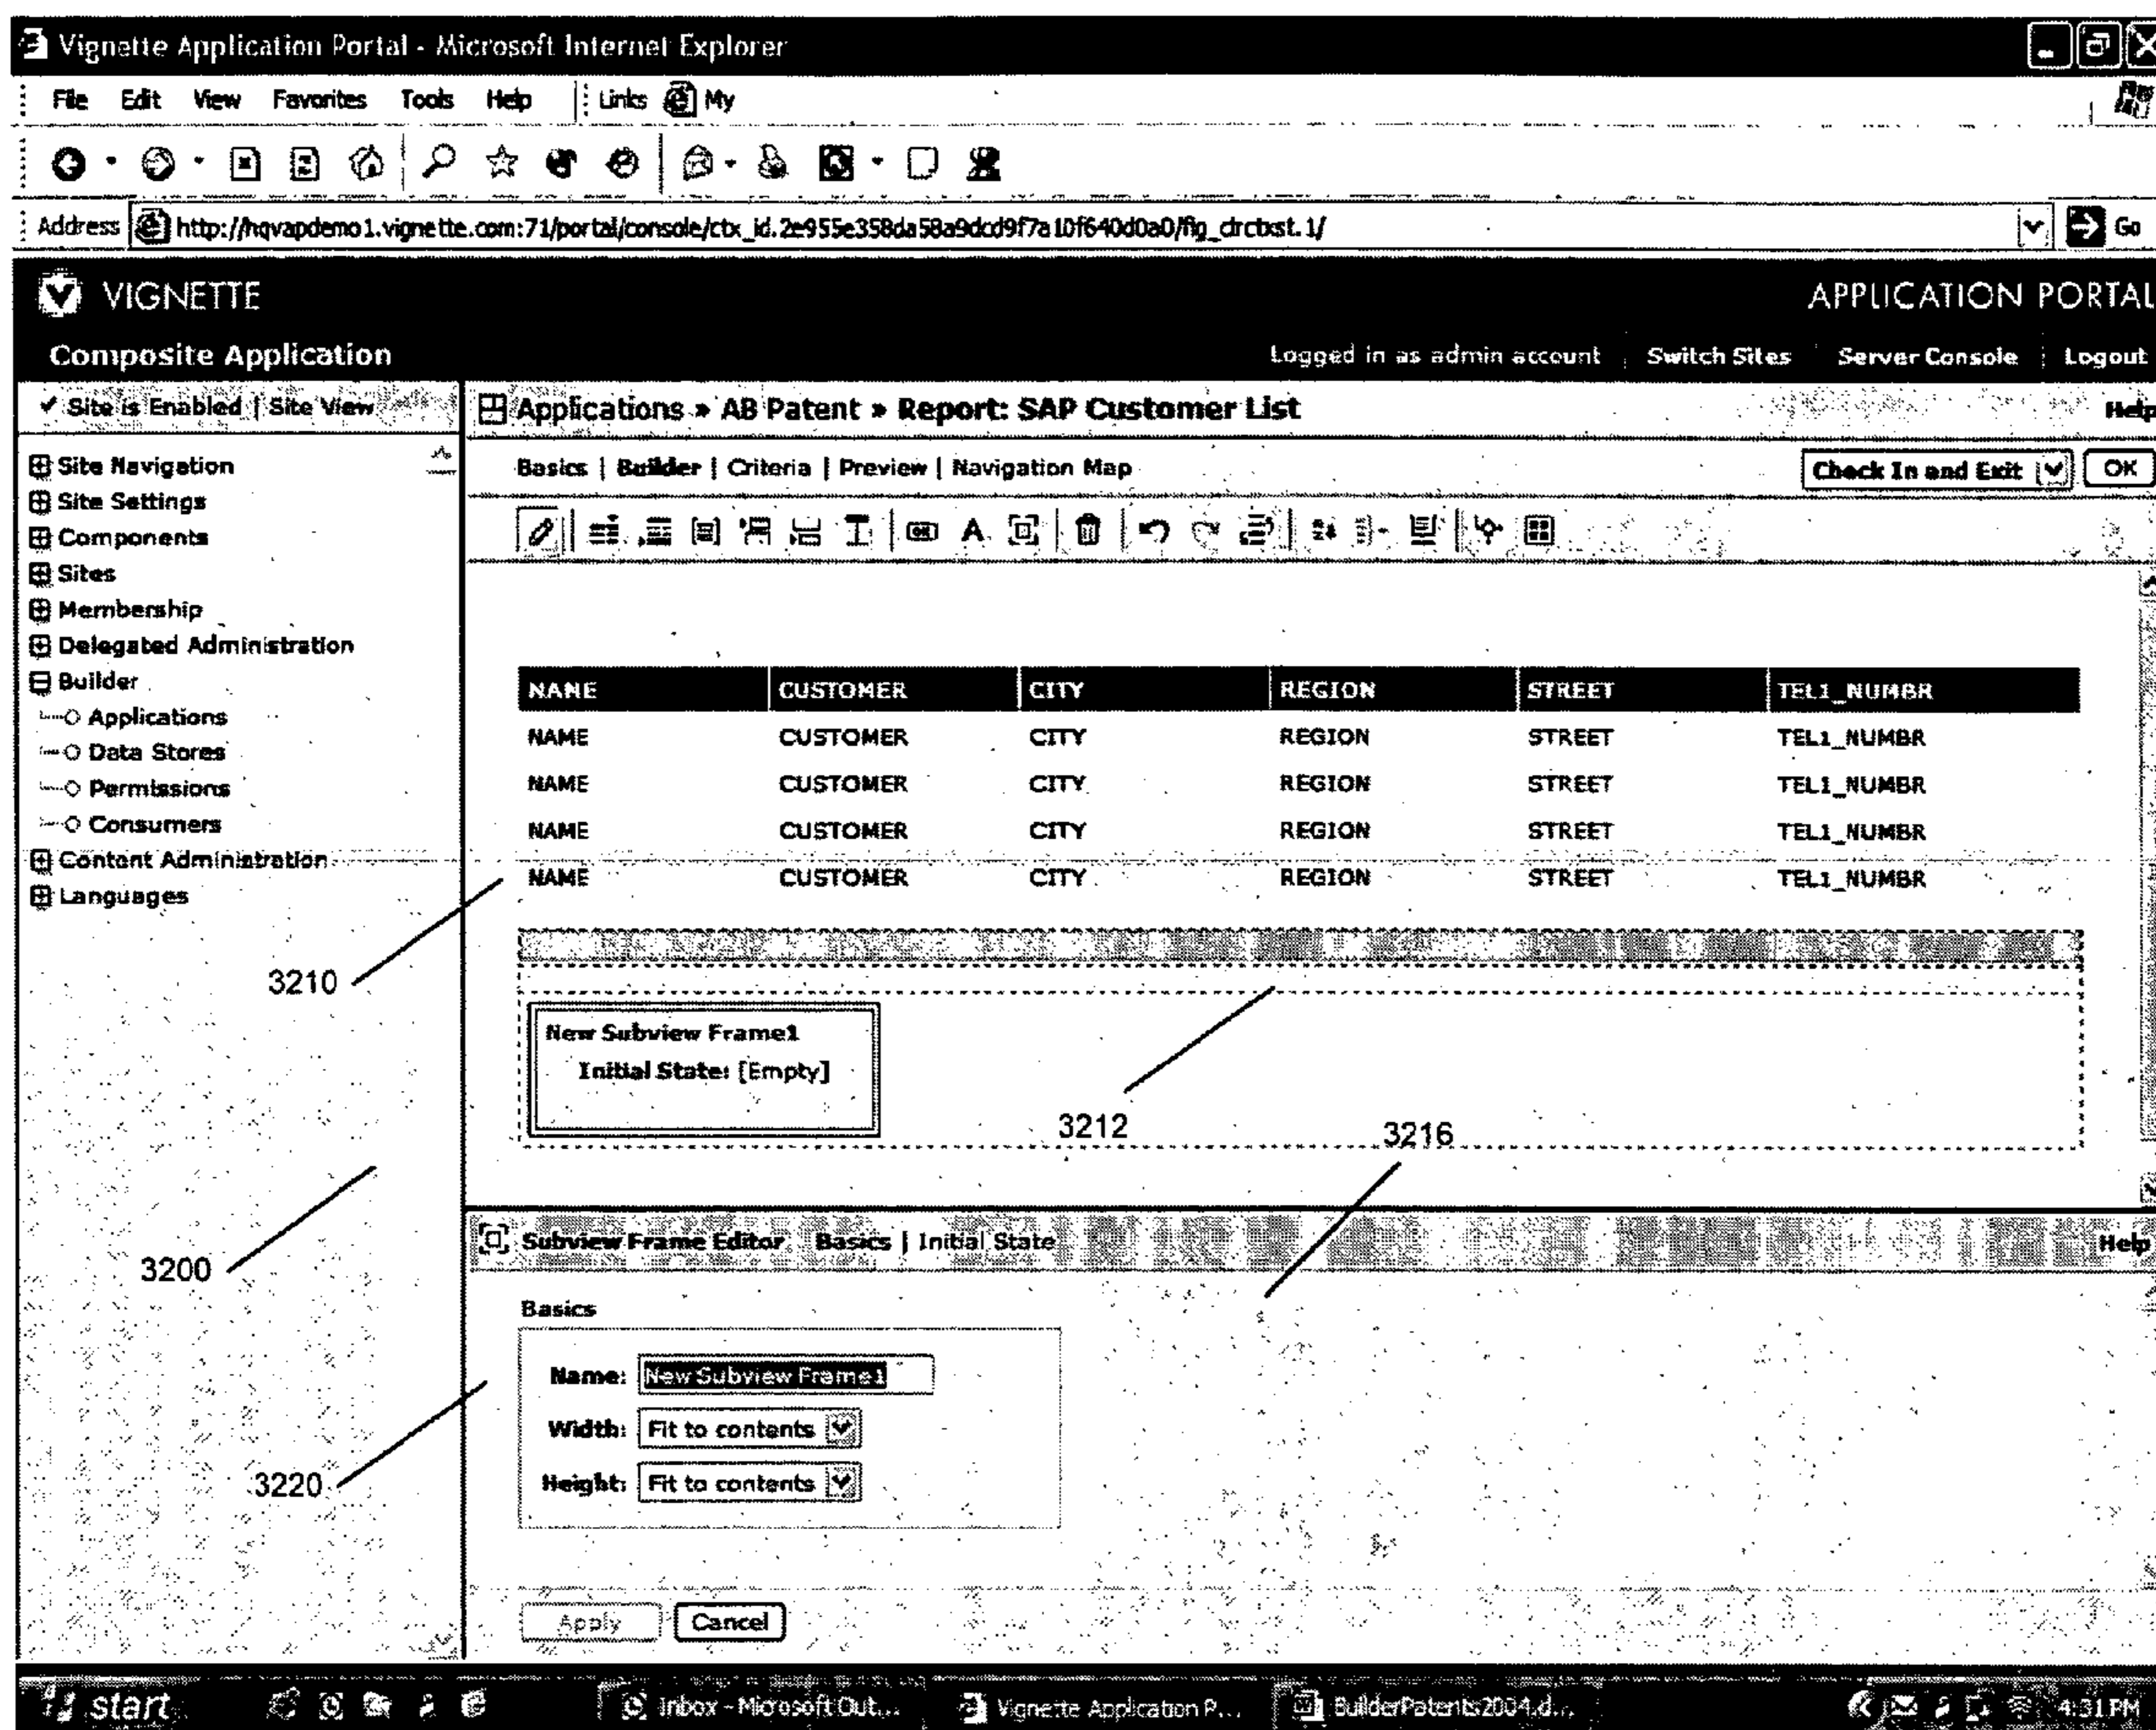 Vignette Application Portal - Microsoft Internet Explorer
File Edit View Favorites Tools Help Links My
Address http://hqvapdemo1.vignette.com:71/portal/console/ctx_id.2e955e358da58a9dcd9f7a10f640d0a0/flg_clrctxst.1/ Go
VIGNETTE APPLICATION PORTAL
Composite Application Logged in as admin account | Switch Sites | Server Console | Logout
Site is Enabled | Site View
Applications » AB Patent » Report: SAP Customer List Help
Basics | Builder | Criteria | Preview | Navigation Map Check In and Exit OK
Site Navigation
Site Settings
Components
Sites
Membership
Delegated Administration
Builder
Applications
Data Stores
Permissions
Consumers
Content Administration
Languages
NAME CUSTOMER CITY REGION STREET TEL1_NUMBR
NAME CUSTOMER CITY REGION STREET TEL1_NUMBR
NAME CUSTOMER CITY REGION STREET TEL1_NUMBR
NAME CUSTOMER CITY REGION STREET TEL1_NUMBR
NAME CUSTOMER CITY REGION STREET TEL1_NUMBR
3210
New Subview Frame1
Initial State: [Empty]
3212
3216
3200
Subview Frame Editor Basics | Initial State Help
Basics
Name: New Subview Frame1
Width: Fit to contents
Height: Fit to contents
3220
Apply Cancel
start Inbox - Microsoft Out... Vignette Application P... BuilderPatents2004.d... 4:31 PM